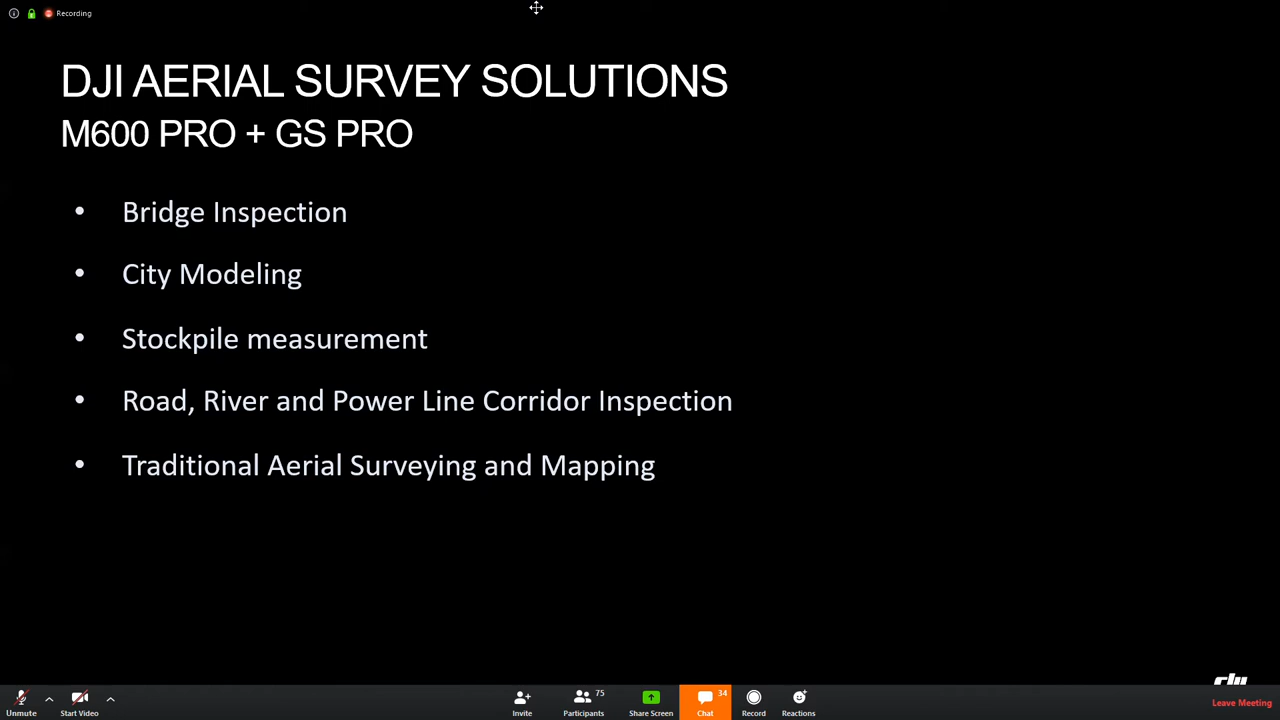 Recording
DJI AERIAL SURVEY SOLUTIONS
M600 PRO + GS PRO
• Bridge Inspection
• City Modeling
• Stockpile measurement
• Road, River and Power Line Corridor Inspection
• Traditional Aerial Surveying and Mapping
75
34
Unmute
Start Video
Invite
Participants
Share Screen
Chat
Record
Reactions
Leave Meeting